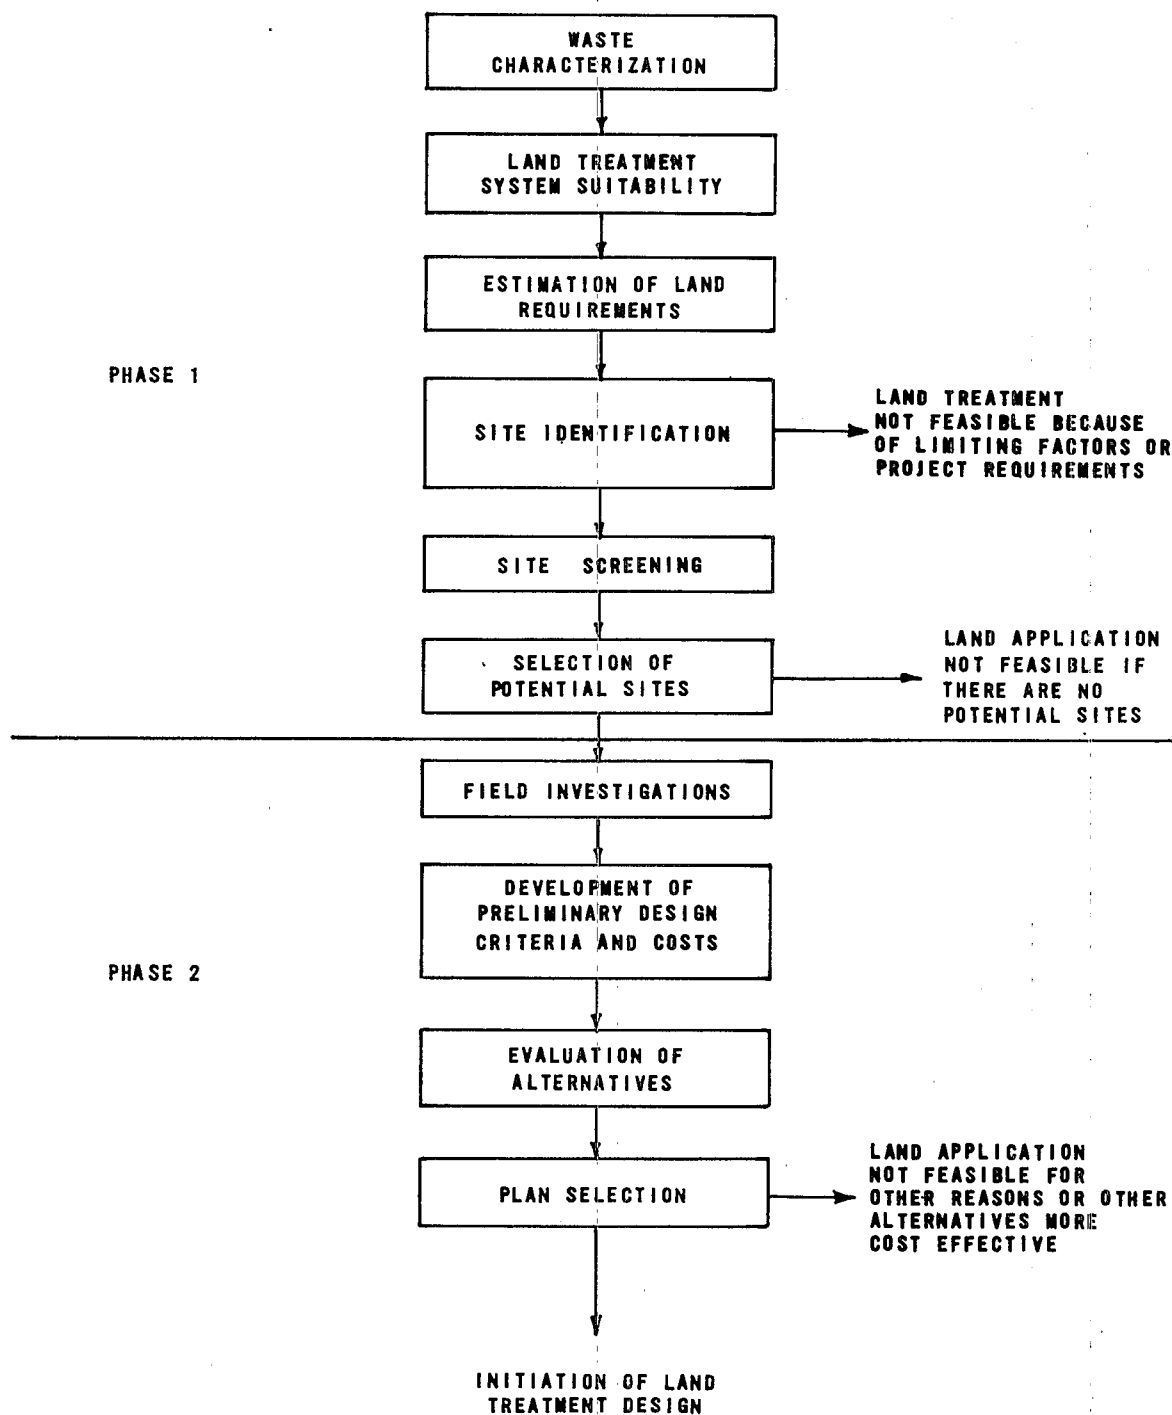 WASTE
CHARACTERIZATION
LAND TREATMENT
SYSTEM SUITABILITY
ESTIMATION OF LAND
REQUIREMENTS
PHASE 1
SITE IDENTIFICATION
LAND TREATMENT
NOT FEASIBLE BECAUSE
OF LIMITING FACTORS OR
PROJECT REQUIREMENTS
SITE SCREENING
SELECTION OF
POTENTIAL SITES
LAND APPLICATION
NOT FEASIBLE IF
THERE ARE NO
POTENTIAL SITES
FIELD INVESTIGATIONS
DEVELOPMENT OF
PRELIMINARY DESIGN
CRITERIA AND COSTS
PHASE 2
EVALUATION OF
ALTERNATIVES
PLAN SELECTION
LAND APPLICATION
NOT FEASIBLE FOR
OTHER REASONS OR OTHER
ALTERNATIVES MORE
COST EFFECTIVE
INITIATION OF LAND
TREATMENT DESIGN